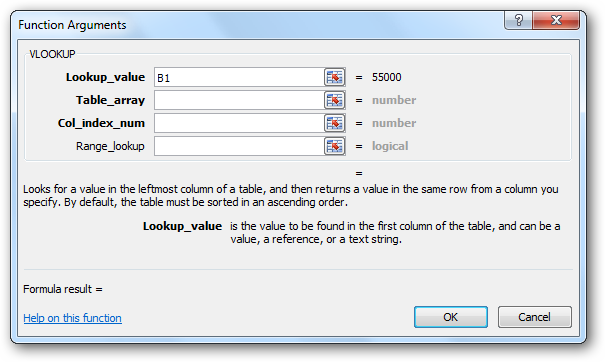 Function Arguments
VLOOKUP
Lookup_value B1 = 55000
Table_array = number
Col_index_num = number
Range_lookup = logical
=
Looks for a value in the leftmost column of a table, and then returns a value in the same row from a column you
specify. By default, the table must be sorted in an ascending order.
Lookup_value is the value to be found in the first column of the table, and can be a
value, a reference, or a text string.
Formula result =
Help on this function OK Cancel